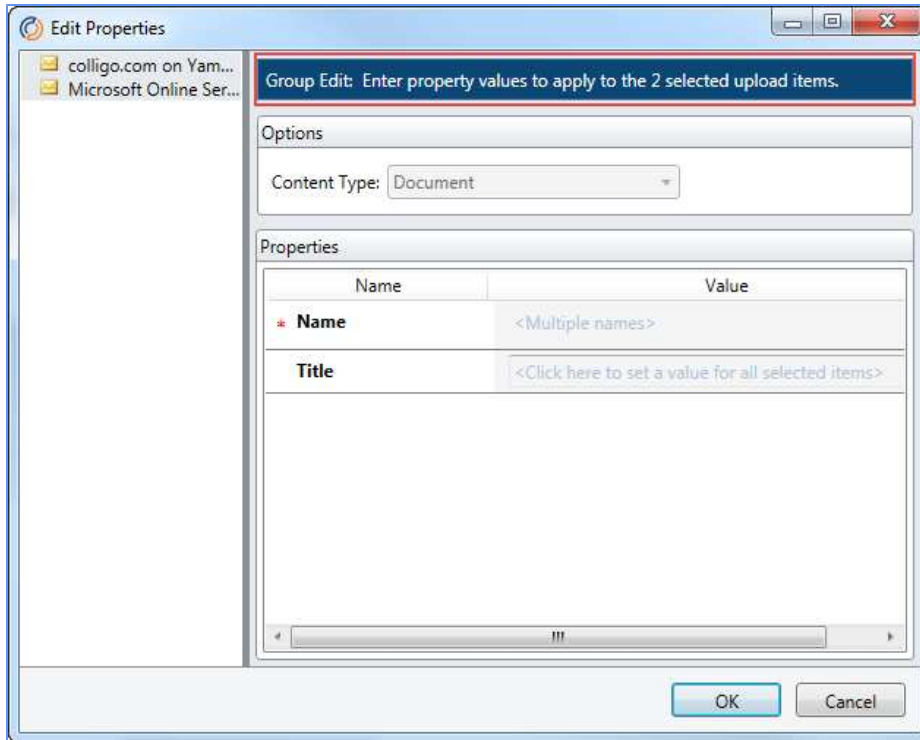 Edit Properties
colligo.com on Yam...
Microsoft Online Ser...
Group Edit: Enter property values to apply to the 2 selected upload items.
Options
Content Type: Document
Properties
Name Value
* Name <Multiple names>
Title <Click here to set a value for all selected items>
OK Cancel